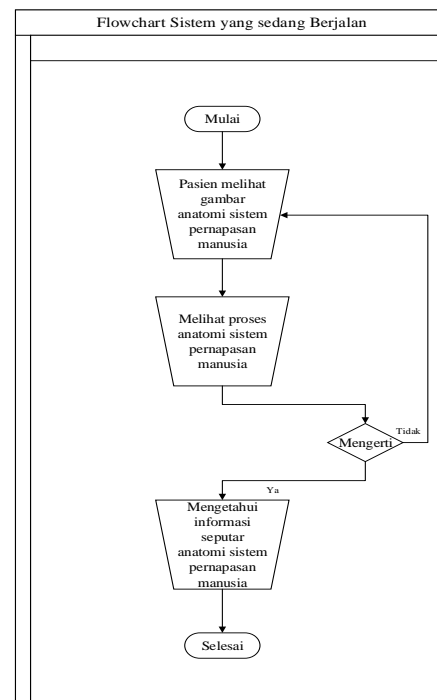 Flowchart Sistem yang sedang Berjalan
Mulai
Pasien melihat
gambar
anatomi sistem
pernapasan
manusia
Melihat proses
anatomi sistem
pernapasan
manusia
Mengerti
Tidak
Ya
Mengetahui
informasi
seputar
anatomi sistem
pernapasan
manusia
Selesai